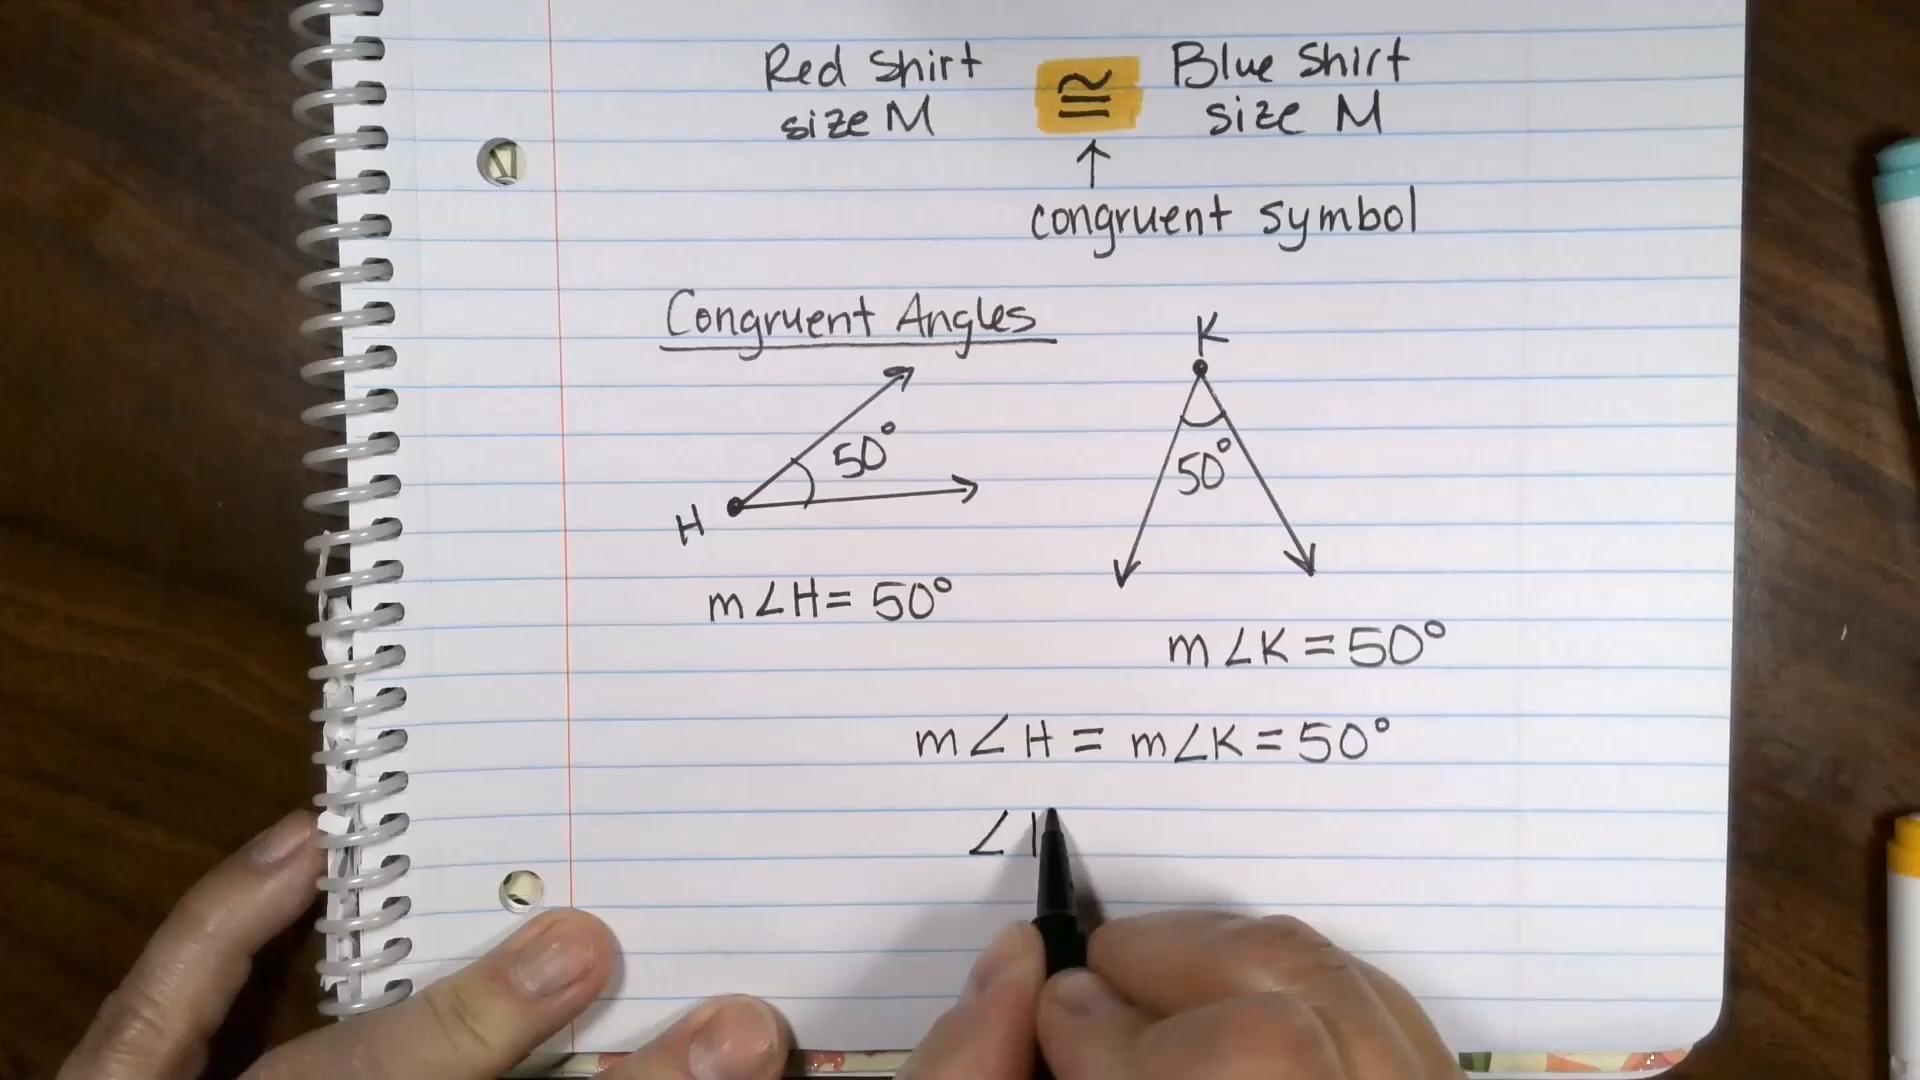 Red Shirt ≅ Blue Shirt
size M size M
↑
congruent symbol
Congruent Angles
K
50°
50°
H
m∠H = 50°
m∠K = 50°
m∠H = m∠K = 50°
∠